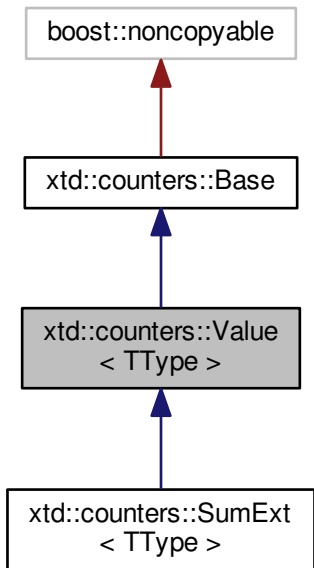 boost::noncopyable
xtd::counters::Base
xtd::counters::Value
< TType >
xtd::counters::SumExt
< TType >